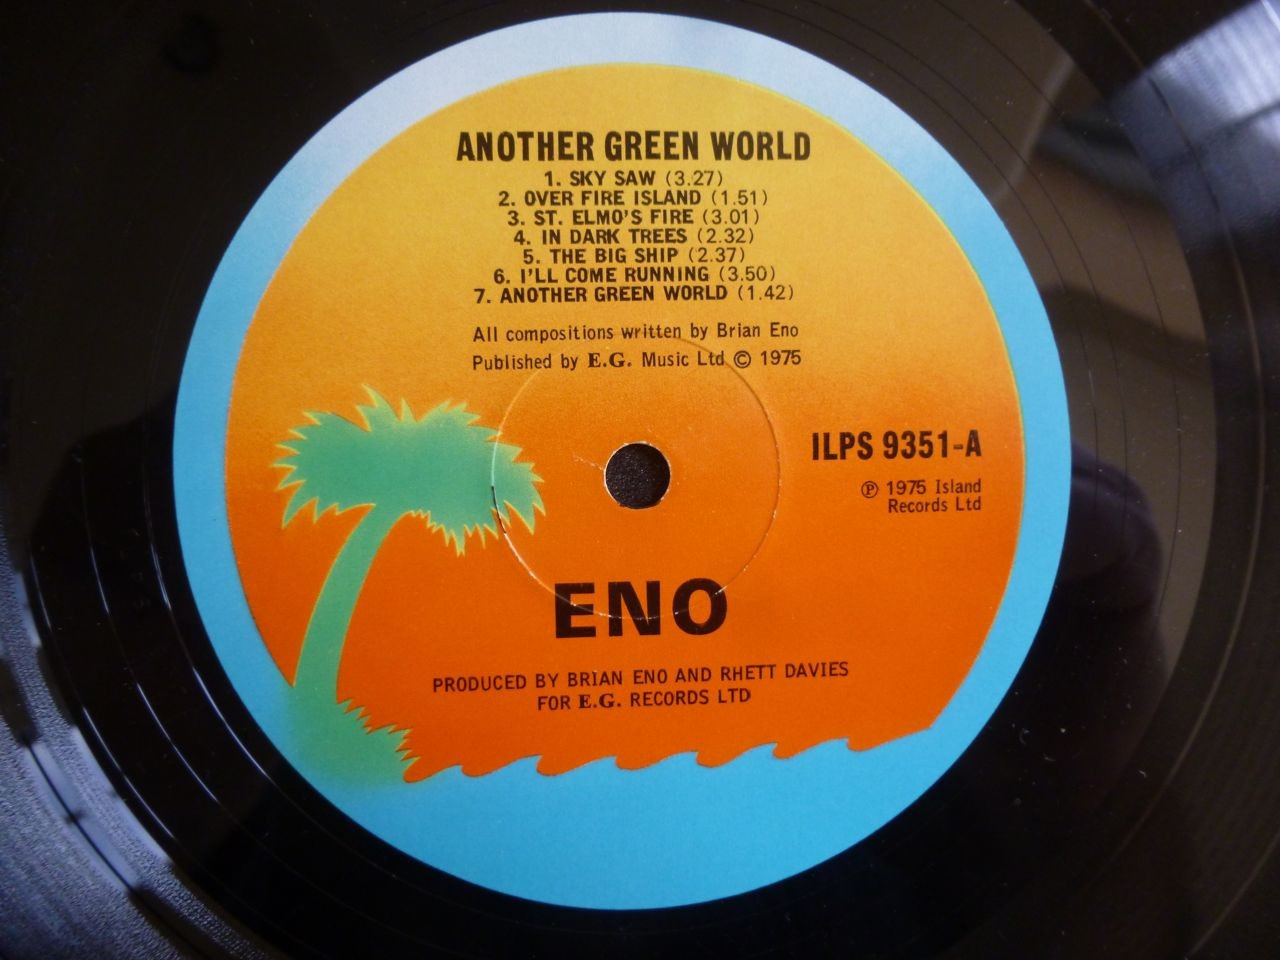 ANOTHER GREEN WORLD
1. SKY SAW (3.27)
2. OVER FIRE ISLAND (1.51)
3. ST. ELMO'S FIRE (3.01)
4. IN DARK TREES (2.32)
5. THE BIG SHIP (2.37)
6. I'LL COME RUNNING (3.50)
7. ANOTHER GREEN WORLD (1.42)
All compositions written by Brian Eno
Published by E.G. Music Ltd © 1975
ILPS 9351-A
℗ 1975 Island
Records Ltd
ENO
PRODUCED BY BRIAN ENO AND RHETT DAVIES
FOR E.G. RECORDS LTD